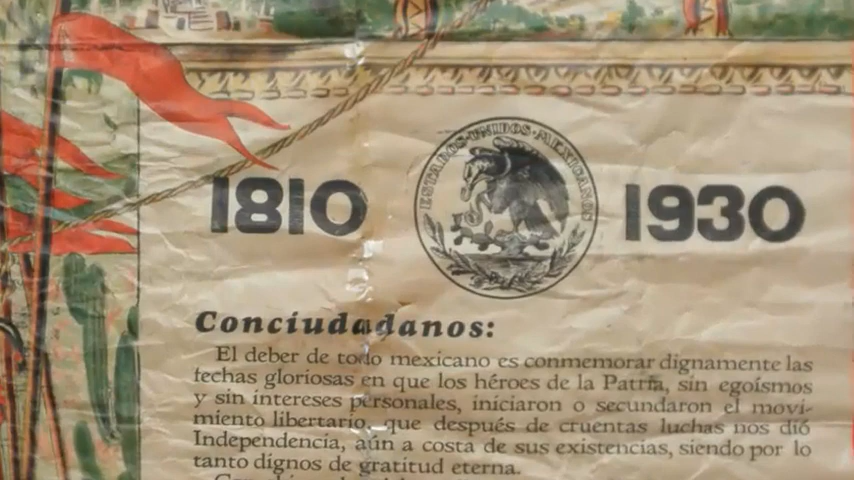 1810 ESTADOS UNIDOS MEXICANOS 1930
Conciudadanos:
El deber de todo mexicano es conmemorar dignamente las
fechas gloriosas en que los héroes de la Patria, sin egoísmos
y sin intereses personales, iniciaron o secundaron el movi-
miento libertario, que después de cruentas luchas nos dió
Independencia, aún a costa de sus existencias, siendo por lo
tanto dignos de gratitud eterna.